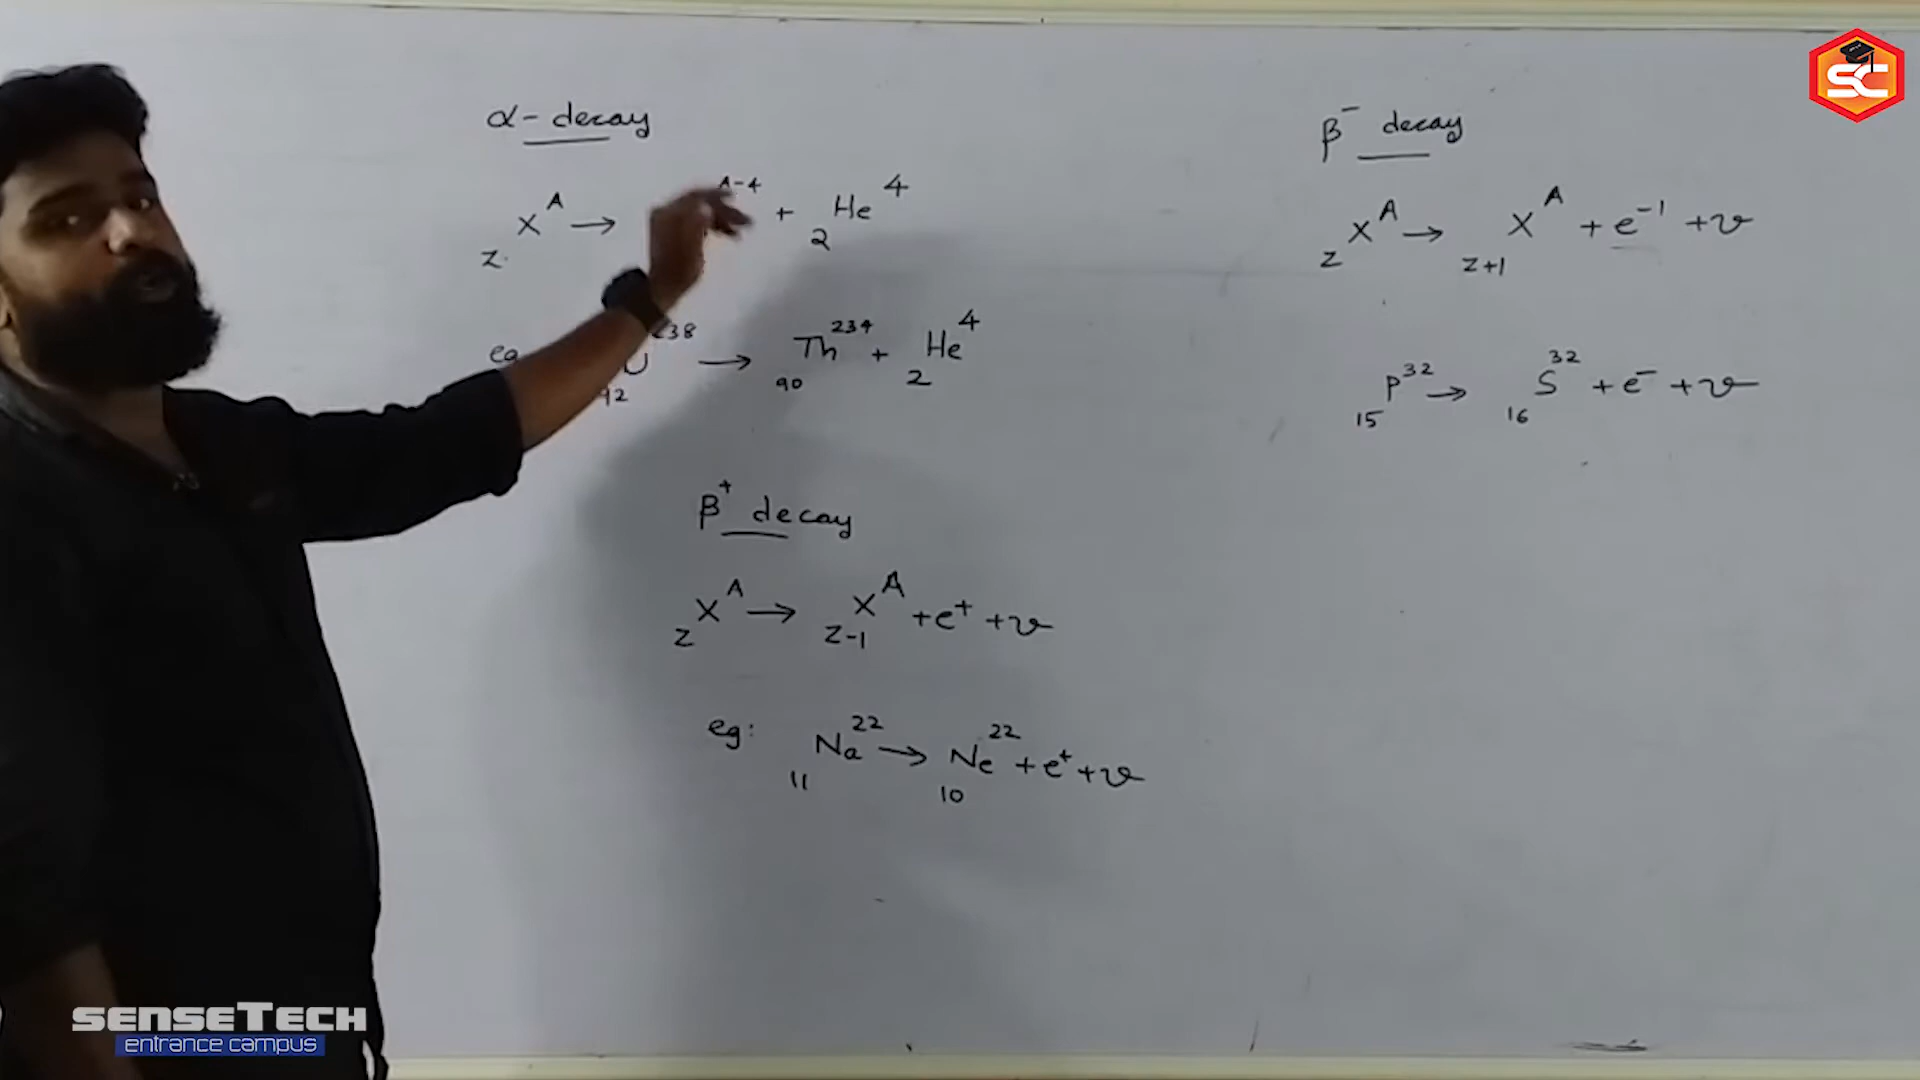 α-decay
z X^A → A-4 + 2 He^4
eg 92 U^238 → 90 Th^234 + 2 He^4
β^- decay
z X^A → z+1 X^A + e^-1 + ν
15 P^32 → 16 S^32 + e^- + ν
β^+ decay
z X^A → z-1 X^A + e^+ + ν
eg: 11 Na^22 → 10 Ne^22 + e^+ + ν
SC
SENSETECH
entrance campus